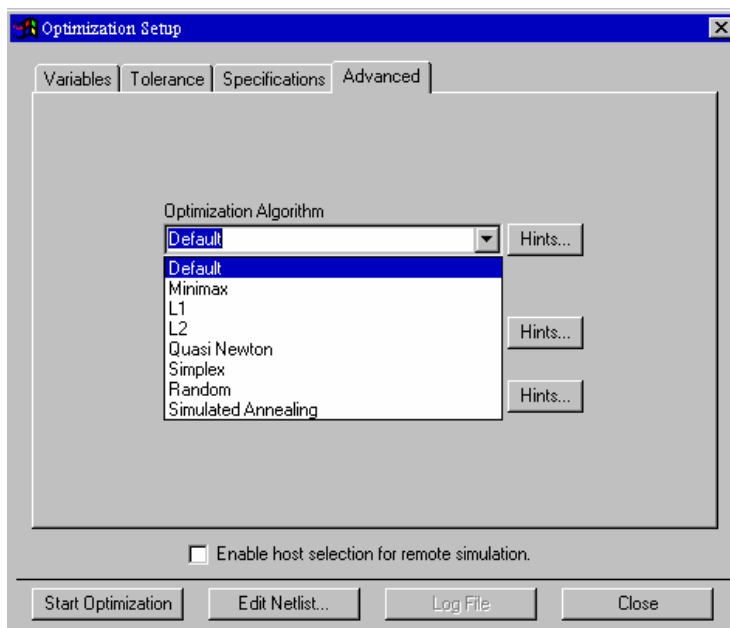 Optimization Setup
Variables Tolerance Specifications Advanced
Optimization Algorithm
Default Hints...
Default
Minimax
L1
L2
Quasi Newton
Simplex
Random
Simulated Annealing
Hints...
Hints...
Enable host selection for remote simulation.
Start Optimization Edit Netlist... Log File Close